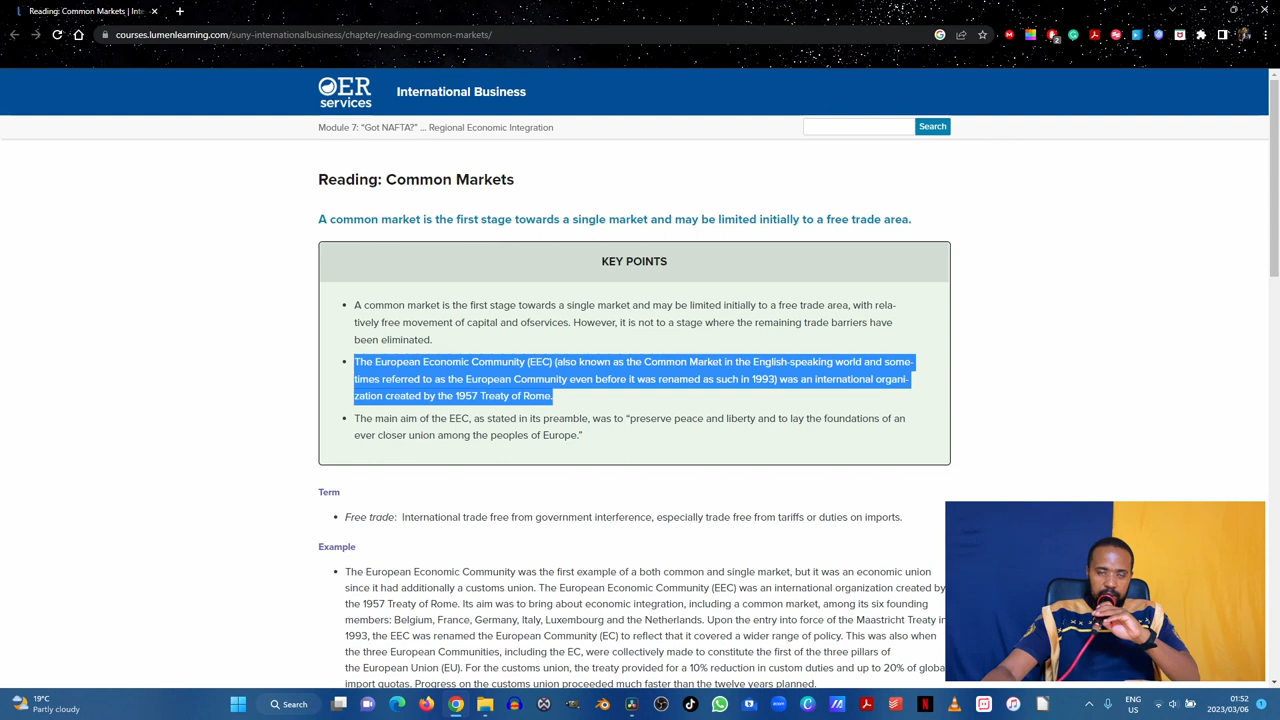 Reading: Common Markets | Inte
courses.lumenlearning.com/suny-internationalbusiness/chapter/reading-common-markets/
OER
services
International Business
Module 7: “Got NAFTA?” ... Regional Economic Integration
Search
Reading: Common Markets
A common market is the first stage towards a single market and may be limited initially to a free trade area.
KEY POINTS
A common market is the first stage towards a single market and may be limited initially to a free trade area, with rela-
tively free movement of capital and ofservices. However, it is not to a stage where the remaining trade barriers have
been eliminated.
The European Economic Community (EEC) (also known as the Common Market in the English-speaking world and some-
times referred to as the European Community even before it was renamed as such in 1993) was an international organi-
zation created by the 1957 Treaty of Rome.
The main aim of the EEC, as stated in its preamble, was to “preserve peace and liberty and to lay the foundations of an
ever closer union among the peoples of Europe.”
Term
Free trade: International trade free from government interference, especially trade free from tariffs or duties on imports.
Example
The European Economic Community was the first example of a both common and single market, but it was an economic union
since it had additionally a customs union. The European Economic Community (EEC) was an international organization created by
the 1957 Treaty of Rome. Its aim was to bring about economic integration, including a common market, among its six founding
members: Belgium, France, Germany, Italy, Luxembourg and the Netherlands. Upon the entry into force of the Maastricht Treaty in
1993, the EEC was renamed the European Community (EC) to reflect that it covered a wider range of policy. This was also when
the three European Communities, including the EC, were collectively made to constitute the first of the three pillars of
the European Union (EU). For the customs union, the treaty provided for a 10% reduction in custom duties and up to 20% of global
import quotas. Progress on the customs union proceeded much faster than the twelve years planned.
19°C
Partly cloudy
Search
ENG
US
01:52
2023/03/06